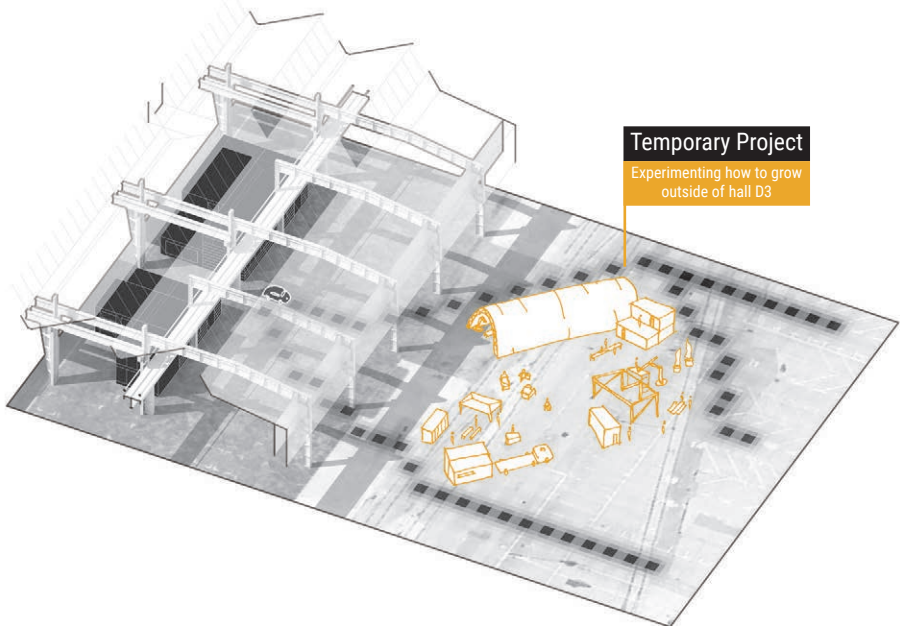 Temporary Project
Experimenting how to grow
outside of hall D3